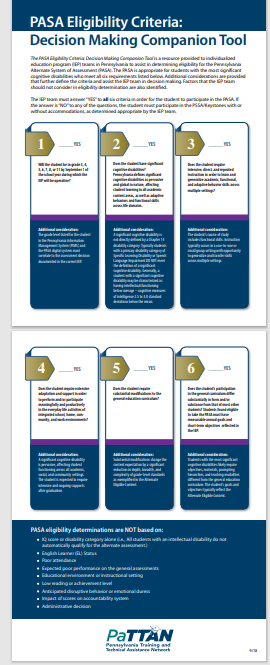 PASA Eligibility Criteria:
Decision Making Companion Tool
The PASA Eligibility Criteria: Decision Making Companion Tool is a resource provided to individualized
education program (IEP) teams in Pennsylvania to assist in determining eligibility for the Pennsylvania
Alternate System of Assessment (PASA). The PASA is appropriate for students with the most significant
cognitive disabilities who meet all six requirements listed below. Additional considerations are provided
that further define the criteria and assist the IEP team in decision making. Factors that the IEP team
should not consider in eligibility determination are also identified.
The IEP team must answer "YES" to all six criteria in order for the student to participate in the PASA. If
the answer is "NO" to any of the questions, the student must participate in the PSSA/Keystones with or
without accommodations, as determined appropriate by the IEP team.
1 YES
Will the student be in grade 3, 4,
5, 6, 7, 8, or 11 by September 1 of
the school year during which the
IEP will be operative?
Additional consideration:
The grade level listed for the student
in the Pennsylvania Information
Management System (PIMS) and
the PASA digital system must
correlate to the assessment decision
documented in the current IEP.
2 YES
Does the student have significant
cognitive disabilities?
Pennsylvania defines significant
cognitive disabilities as pervasive
and global in nature, affecting
student learning in all academic
content areas, as well as adaptive
behaviors and functional skills
across life domains.
Additional consideration:
A significant cognitive disability is
not directly defined by a Chapter 14
disability category. Typically students
with a primary disability category of
Specific Learning Disability or Speech
Language Impairment DO NOT meet
the definition of a significant
cognitive disability. Generally, a
student with a significant cognitive
disability may be characterized as
having intellectual functioning
below average – cognitive measures
of intelligence 2.5 to 3.0 standard
deviations below the mean.
3 YES
Does the student require
intensive, direct, and repeated
instruction in order to learn and
generalize academic, functional,
and adaptive behavior skills across
multiple settings?
Additional consideration:
The student's course of study
includes functional skills. Instruction
typically occurs in a one-to-one or
small group setting with opportunity
to generalize and transfer skills
across multiple settings.
4 YES
Does the student require extensive
adaptation and support in order
to perform and/or participate
meaningfully and productively
in the everyday life activities of
integrated school, home, com-
munity, and work environments?
Additional consideration:
A significant cognitive disability
is pervasive, affecting student
functioning across all academic,
social, and community settings.
The student is expected to require
intensive and ongoing supports
after graduation.
5 YES
Does the student require
substantial modifications to the
general education curriculum?
Additional consideration:
Substantial modifications change the
content expectation by a significant
reduction in depth, breadth, and
complexity of grade-level standards
as exemplified in the Alternate
Eligible Content.
6 YES
Does the student's participation
in the general curriculum differ
substantially in form and/or
substance from that of most other
students? Students found eligible
to take the PASA must have
measurable annual goals and
short-term objectives reflected in
the IEP.
Additional consideration:
Students with the most significant
cognitive disabilities likely require
objectives, materials, prompting
hierarchies, and teaching modalities
different from the general education
curriculum. The student's goals and
objectives typically reflect the
Alternate Eligible Content.
PASA eligibility determinations are NOT based on:
• IQ score or disability category alone (i.e., All students with an intellectual disability do not
automatically qualify for the alternate assessment.)
• English Learner (EL) Status
• Poor attendance
• Expected poor performance on the general assessments
• Educational environment or instructional setting
• Low reading or achievement level
• Anticipated disruptive behavior or emotional duress
• Impact of scores on accountability system
• Administrative decision
PaTTAN
Pennsylvania Training and
Technical Assistance Network
9/18